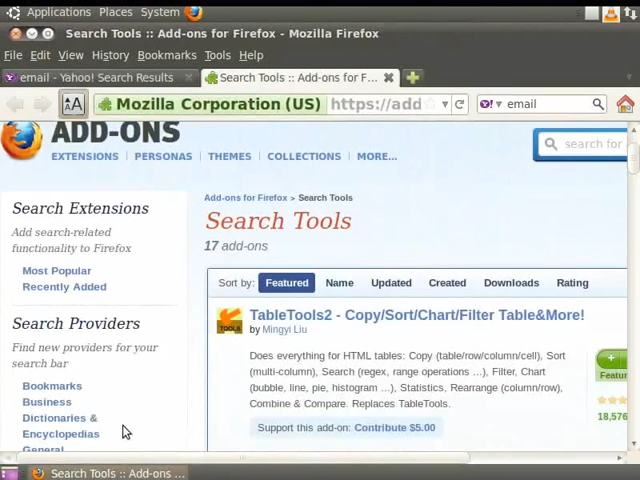 Applications Places System
Search Tools :: Add-ons for Firefox - Mozilla Firefox
File Edit View History Bookmarks Tools Help
email - Yahoo! Search Results
Search Tools :: Add-ons for F...
AA Mozilla Corporation (US) https://add
Y! email
ADD-ONS
EXTENSIONS PERSONAS THEMES COLLECTIONS MORE...
search for
Search Extensions
Add search-related
functionality to Firefox
Most Popular
Recently Added
Search Providers
Find new providers for your
search bar
Bookmarks
Business
Dictionaries &
Encyclopedias
General
Add-ons for Firefox > Search Tools
Search Tools
17 add-ons
Sort by: Featured Name Updated Created Downloads Rating
TOOLS
TableTools2 - Copy/Sort/Chart/Filter Table&More!
by Mingyi Liu
Does everything for HTML tables: Copy (table/row/column/cell), Sort
(multi-column), Search (regex, range operations ...), Filter, Chart
(bubble, line, pie, histogram ...), Statistics, Rearrange (column/row),
Combine & Compare. Replaces TableTools.
Support this add-on: Contribute $5.00
Featur
18,576
Search Tools :: Add-ons ...